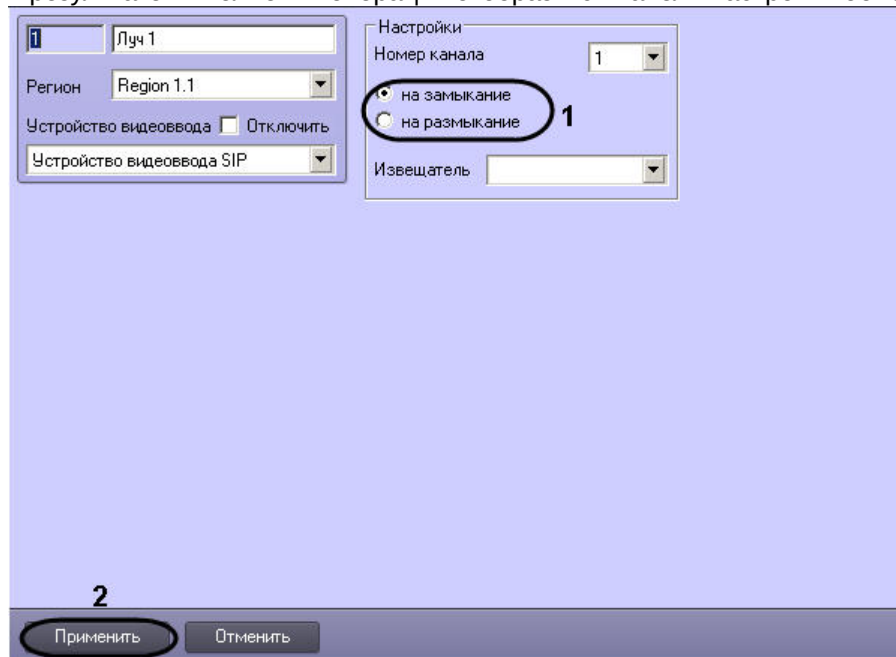 1
Луч 1
Регион
Region 1.1
Устройство видеоввода
Отключить
Устройство видеоввода SIP
Настройки
Номер канала
1
на замыкание
на размыкание
1
Извещатель
2
Применить
Отменить